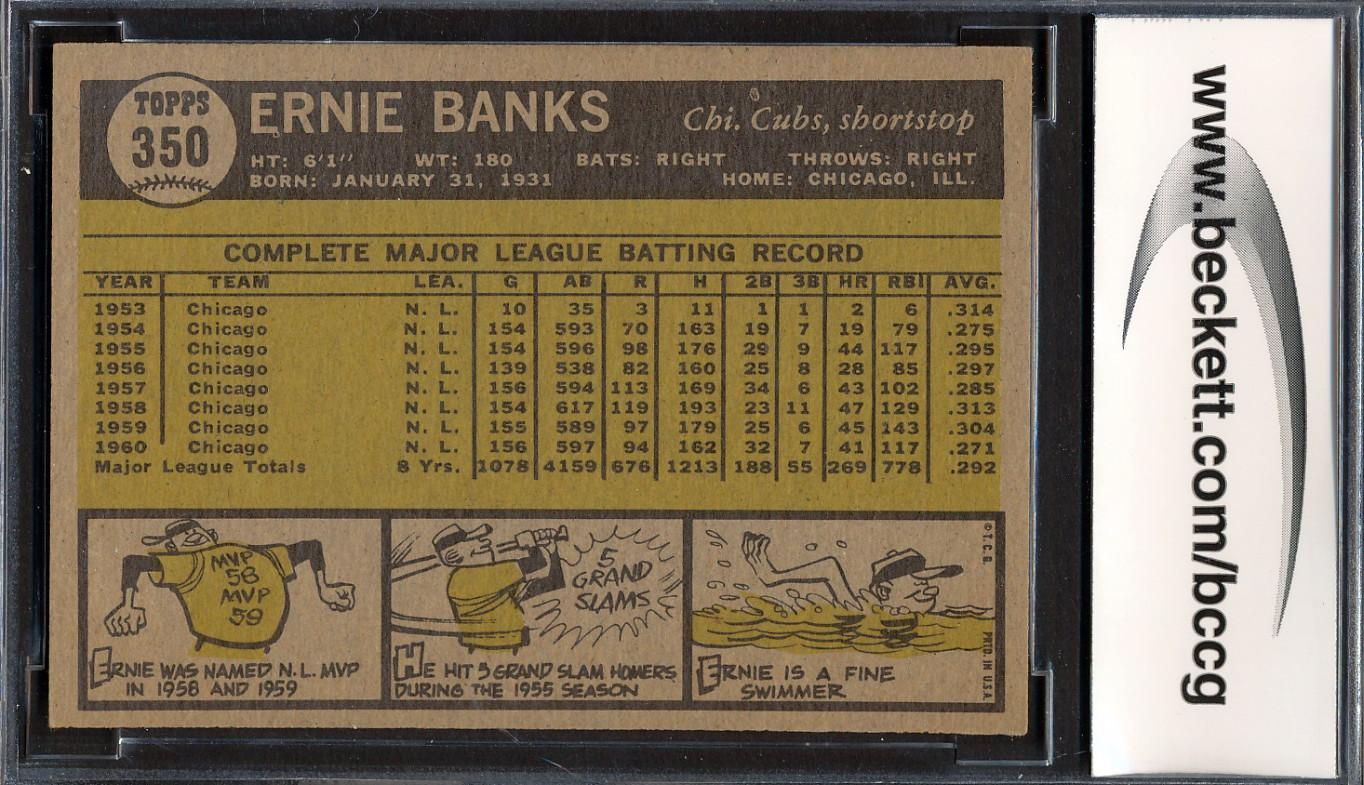 TOPPS
350
ERNIE BANKS
Chi. Cubs, shortstop
HT: 6'1" WT: 180 BATS: RIGHT THROWS: RIGHT
BORN: JANUARY 31, 1931 HOME: CHICAGO, ILL.
COMPLETE MAJOR LEAGUE BATTING RECORD
YEAR TEAM LEA. G AB R H 2B 3B HR RBI AVG.
1953 Chicago N. L. 10 35 3 11 1 1 2 6 .314
1954 Chicago N. L. 154 593 70 163 19 7 19 79 .275
1955 Chicago N. L. 154 596 98 176 29 9 44 117 .295
1956 Chicago N. L. 139 538 82 160 25 8 28 85 .297
1957 Chicago N. L. 156 594 113 169 34 6 43 102 .285
1958 Chicago N. L. 154 617 119 193 23 11 47 129 .313
1959 Chicago N. L. 155 589 97 179 25 6 45 143 .304
1960 Chicago N. L. 156 597 94 162 32 7 41 117 .271
Major League Totals 8 Yrs. 1078 4159 676 1213 188 55 269 778 .292
MVP
58
MVP
59
ERNIE WAS NAMED N.L. MVP
IN 1958 AND 1959
5
GRAND
SLAMS
HE HIT 5 GRAND SLAM HOMERS
DURING THE 1955 SEASON
ERNIE IS A FINE
SWIMMER
© T.C.G. PRTD. IN U.S.A.
www.beckett.com/bccg